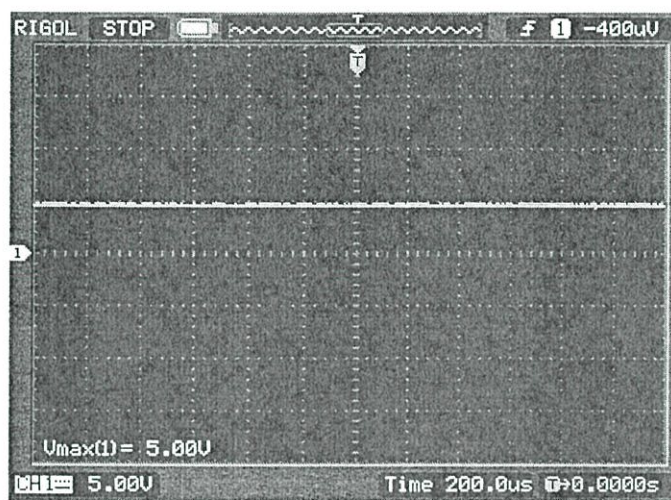 RIGOL STOP T 1 -400uV
T
1
Vmax(1)= 5.00V
CH1 5.00V Time 200.0us T→0.0000s